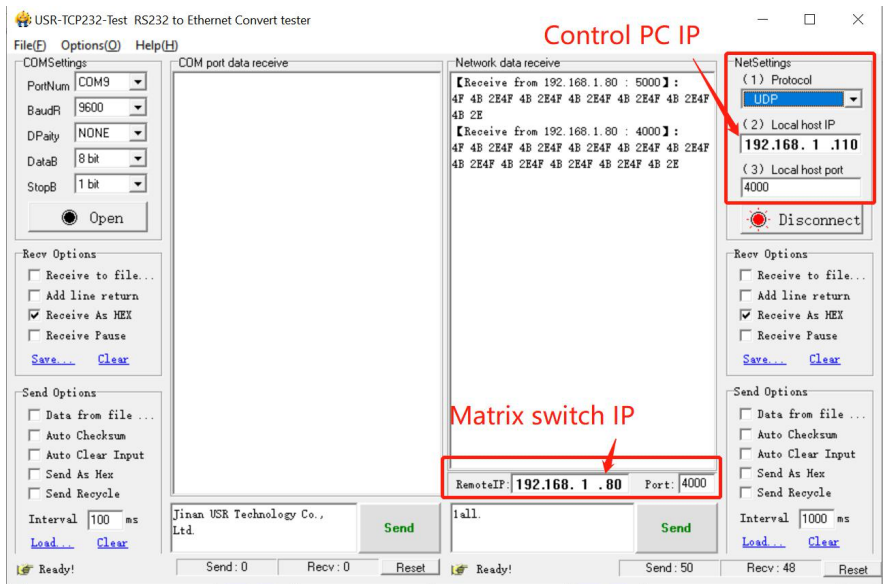 USR-TCP232-Test RS232 to Ethernet Convert tester
File(F) Options(O) Help(H)
Control PC IP
COMSettings
PortNum COM9
BaudR 9600
DPaity NONE
DataB 8 bit
StopB 1 bit
Open
Recv Options
Receive to file...
Add line return
Receive As HEX
Receive Pause
Save... Clear
Send Options
Data from file ...
Auto Checksum
Auto Clear Input
Send As Hex
Send Recycle
Interval 100 ms
Load... Clear
Ready!
COM port data receive
Jinan USR Technology Co.,
Ltd.
Send
Send : 0 Recv : 0 Reset
Network data receive
【Receive from 192.168.1.80 : 5000】:
4F 4B 2E4F 4B 2E4F 4B 2E4F 4B 2E4F 4B 2E4F
4B 2E
【Receive from 192.168.1.80 : 4000】:
4F 4B 2E4F 4B 2E4F 4B 2E4F 4B 2E4F 4B 2E4F
4B 2E4F 4B 2E4F 4B 2E4F 4B 2E4F 4B 2E
Matrix switch IP
RemoteIP: 192.168. 1 .80 Port: 4000
1all.
Send
Ready! Send : 50 Recv : 48 Reset
NetSettings
(1) Protocol
UDP
(2) Local host IP
192.168. 1 .110
(3) Local host port
4000
Disconnect
Recv Options
Receive to file...
Add line return
Receive As HEX
Receive Pause
Save... Clear
Send Options
Data from file ...
Auto Checksum
Auto Clear Input
Send As Hex
Send Recycle
Interval 1000 ms
Load... Clear